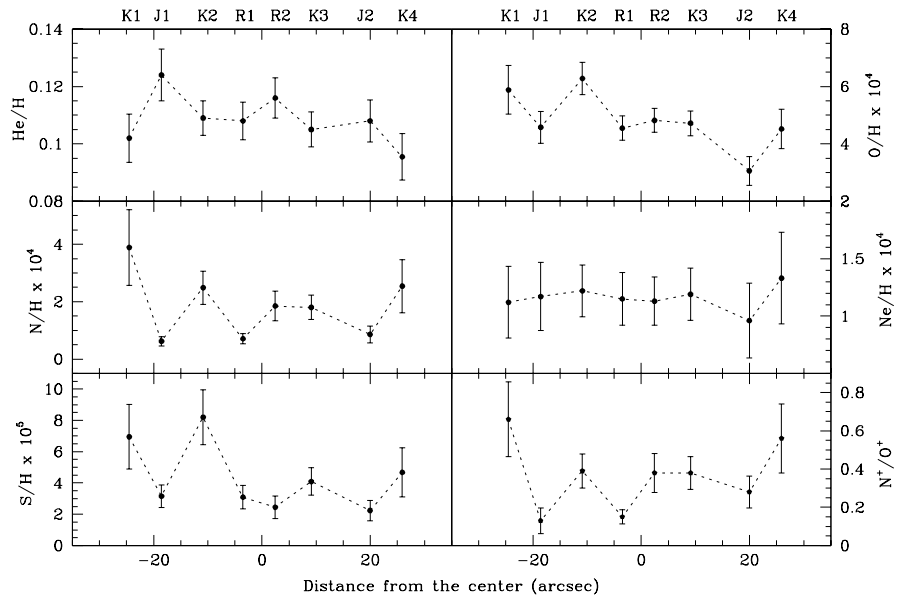 K1 J1 K2 R1 R2 K3 J2 K4 K1 J1 K2 R1 R2 K3 J2 K4
0.14 8
0.12 6
He/H O/H x 10⁴
0.1 4
0.08 2
4 1.5
N/H x 10⁴ Ne/H x 10⁴
2 1
0
10 0.8
8 0.6
6
S/H x 10⁶ 0.4 N⁺/O⁺
4
2 0.2
0 0
−20 0 20 −20 0 20
Distance from the center (arcsec)